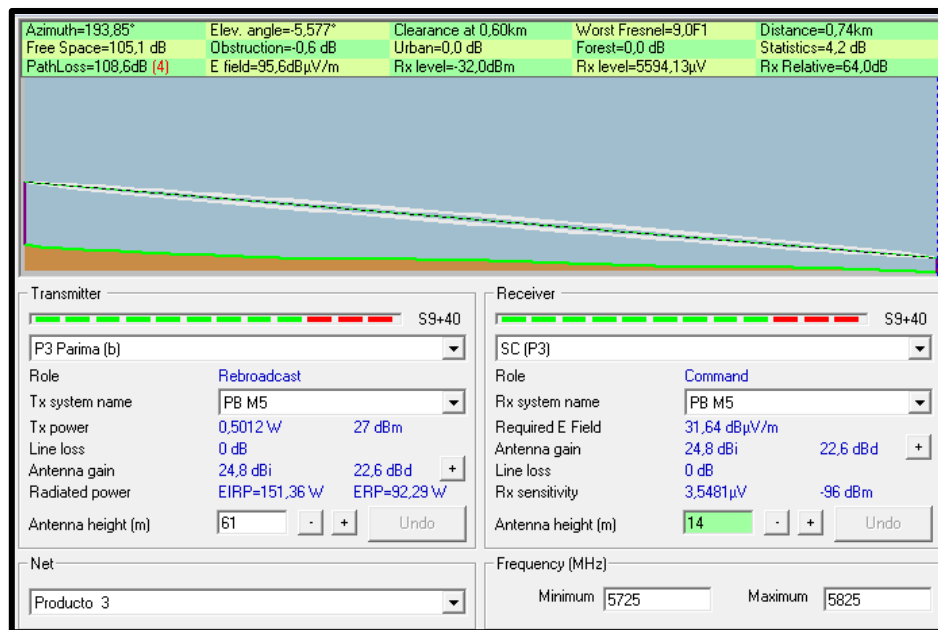 Azimuth=193,85° Elev. angle=-5,577° Clearance at 0,60km Worst Fresnel=9,0F1 Distance=0,74km
Free Space=105,1 dB Obstruction=-0,6 dB Urban=0,0 dB Forest=0,0 dB Statistics=4,2 dB
PathLoss=108,6dB (4) E field=95,6dBµV/m Rx level=-32,0dBm Rx level=5594,13µV Rx Relative=64,0dB
Transmitter
S9+40
P3 Parima (b)
Role Rebroadcast
Tx system name PB M5
Tx power 0,5012 W 27 dBm
Line loss 0 dB
Antenna gain 24,8 dBi 22,6 dBd +
Radiated power EIRP=151,36 W ERP=92,29 W
Antenna height (m) 61 - + Undo
Receiver
S9+40
SC (P3)
Role Command
Rx system name PB M5
Required E Field 31,64 dBµV/m
Antenna gain 24,8 dBi 22,6 dBd +
Line loss 0 dB
Rx sensitivity 3,5481µV -96 dBm
Antenna height (m) 14 - + Undo
Net
Producto 3
Frequency (MHz)
Minimum 5725 Maximum 5825